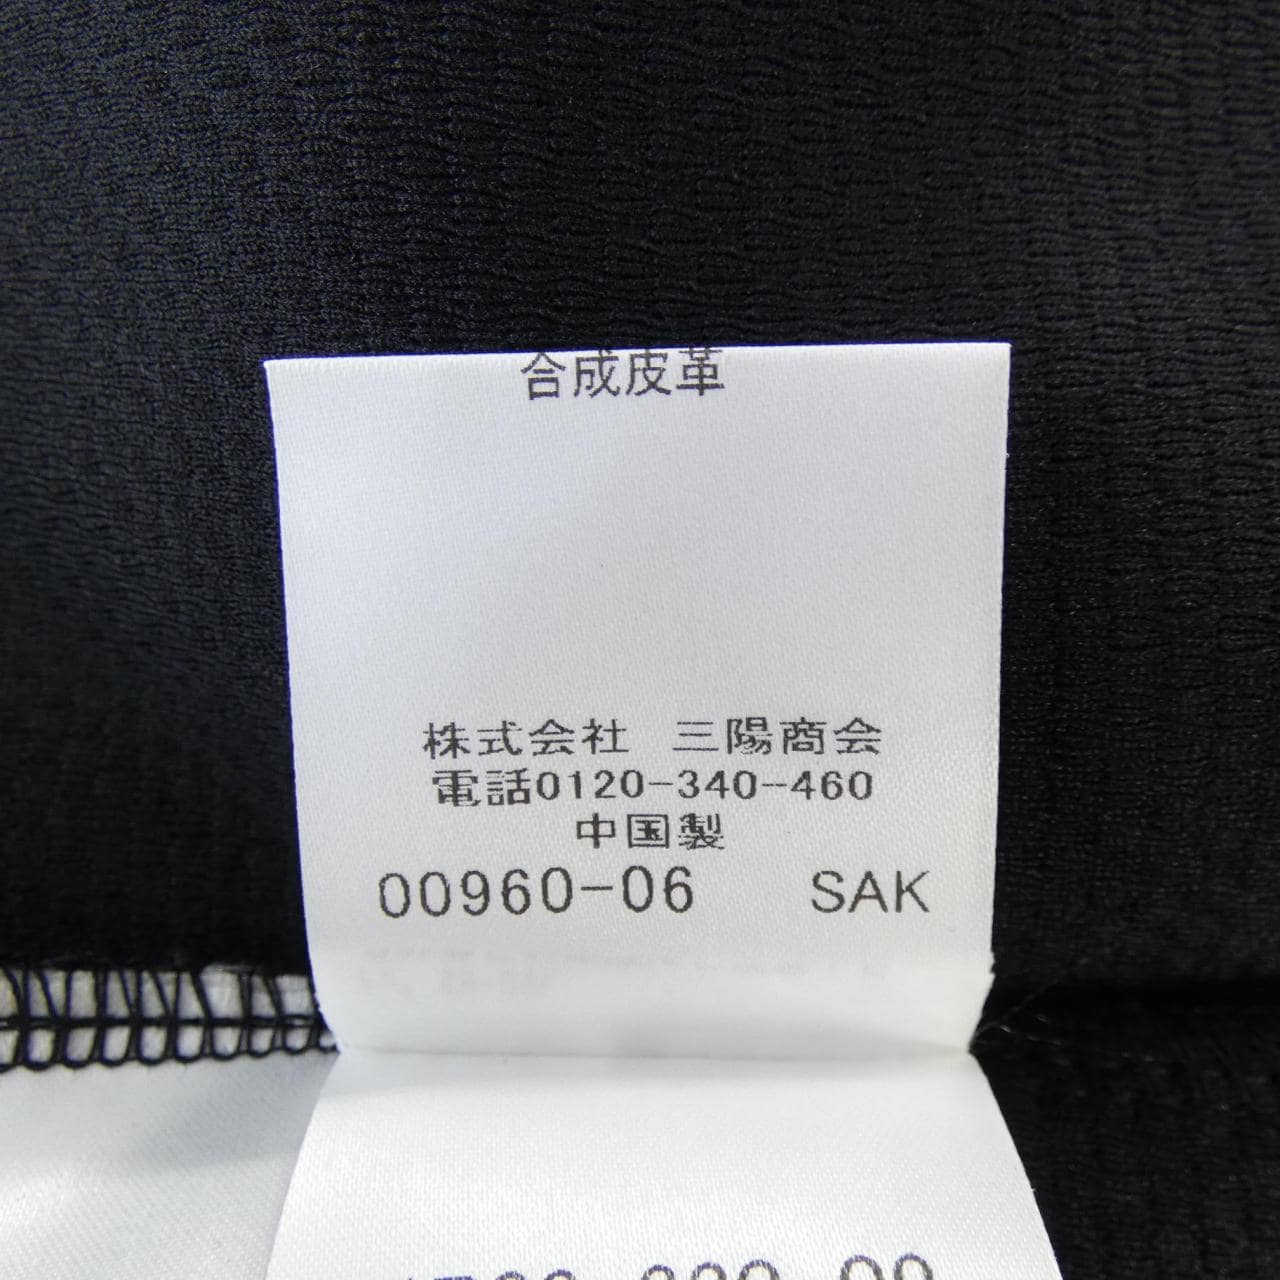 合成皮革
株式会社 三陽商会
電話0120-340-460
中国製
00960-06 SAK